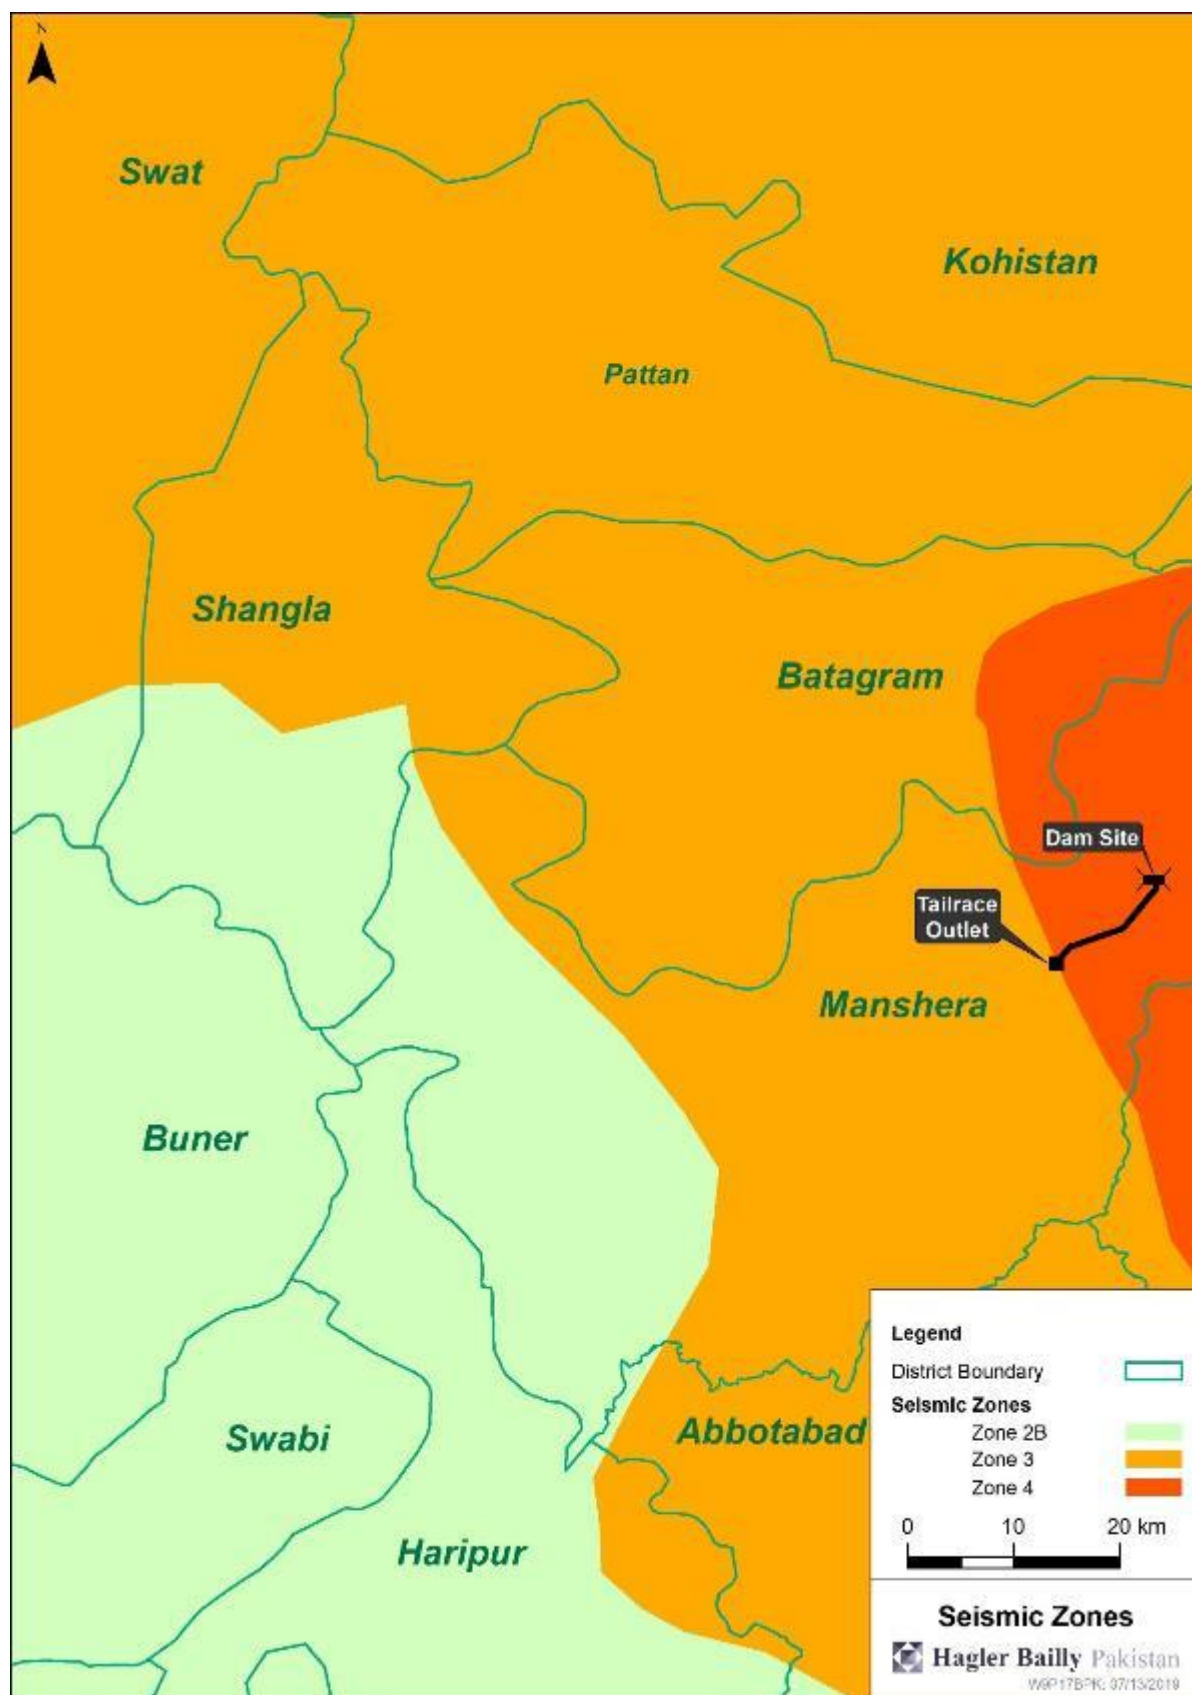 N
Swat
Kohistan
Pattan
Shangla
Batagram
Dam Site
Tailrace
Outlet
Manshera
Buner
Swabi
Abbotabad
Haripur
Legend
District Boundary
Seismic Zones
Zone 2B
Zone 3
Zone 4
0 10 20 km
Seismic Zones
Hagler Bailly Pakistan